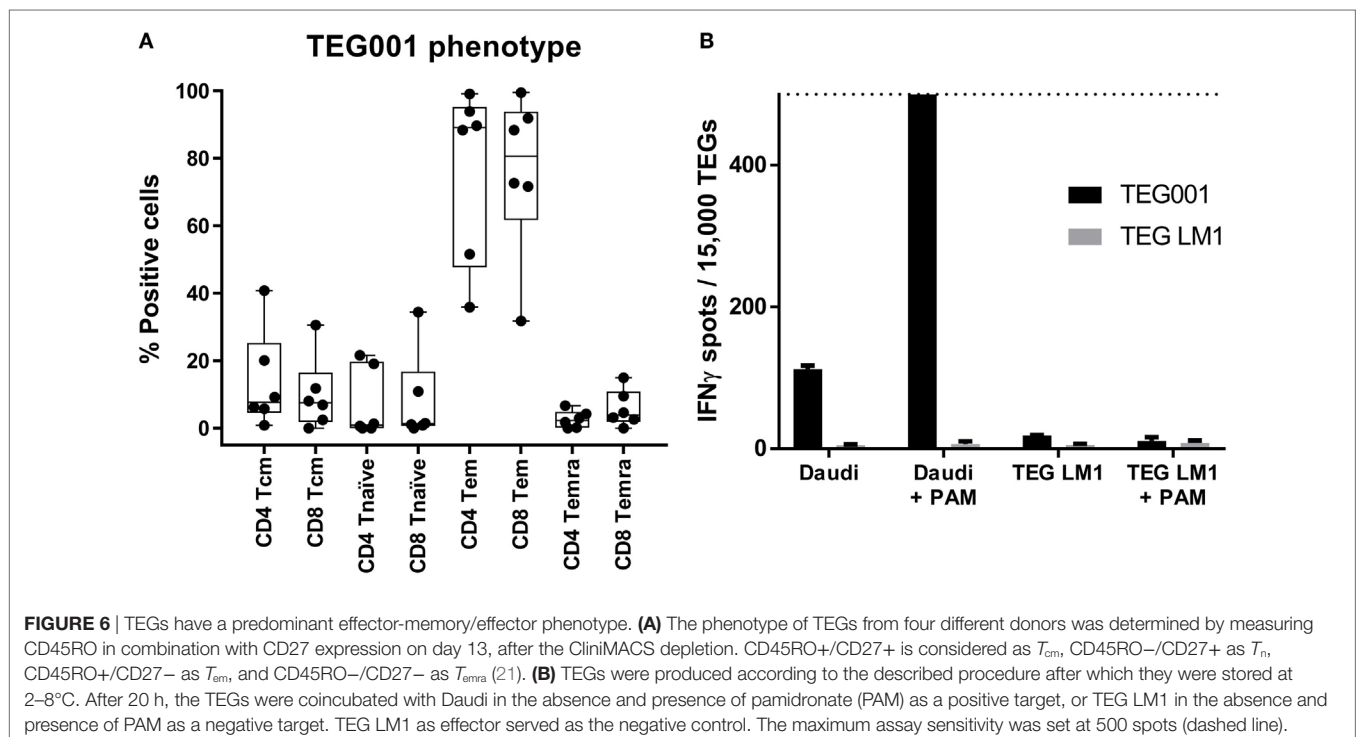 A
TEG001 phenotype
% Positive cells
100
80
60
40
20
0
CD4 Tcm
CD8 Tcm
CD4 Tnaïve
CD8 Tnaïve
CD4 Tem
CD8 Tem
CD4 Temra
CD8 Temra
B
IFNγ spots / 15,000 TEGs
400
200
0
TEG001
TEG LM1
Daudi
Daudi
+ PAM
TEG LM1
TEG LM1
+ PAM
FIGURE 6 | TEGs have a predominant effector-memory/effector phenotype. (A) The phenotype of TEGs from four different donors was determined by measuring
CD45RO in combination with CD27 expression on day 13, after the CliniMACS depletion. CD45RO+/CD27+ is considered as Tcm, CD45RO−/CD27+ as Tn,
CD45RO+/CD27− as Tem, and CD45RO−/CD27− as Temra (21). (B) TEGs were produced according to the described procedure after which they were stored at
2–8°C. After 20 h, the TEGs were coincubated with Daudi in the absence and presence of pamidronate (PAM) as a positive target, or TEG LM1 in the absence and
presence of PAM as a negative target. TEG LM1 as effector served as the negative control. The maximum assay sensitivity was set at 500 spots (dashed line).